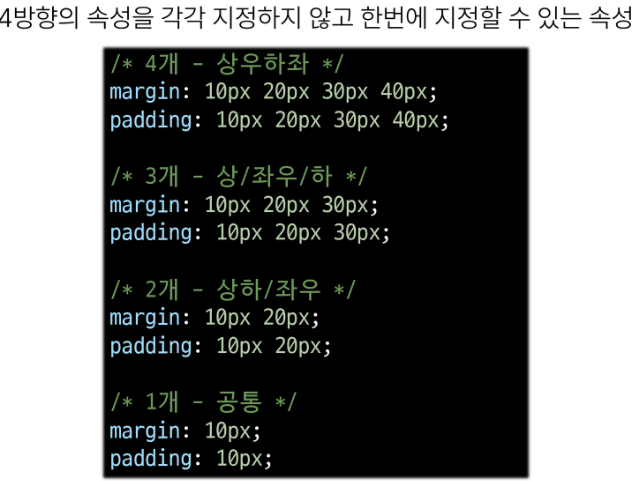 4방향의 속성을 각각 지정하지 않고 한번에 지정할 수 있는 속성
/* 4개 - 상우하좌 */
margin: 10px 20px 30px 40px;
padding: 10px 20px 30px 40px;
/* 3개 - 상/좌우/하 */
margin: 10px 20px 30px;
padding: 10px 20px 30px;
/* 2개 - 상하/좌우 */
margin: 10px 20px;
padding: 10px 20px;
/* 1개 - 공통 */
margin: 10px;
padding: 10px;